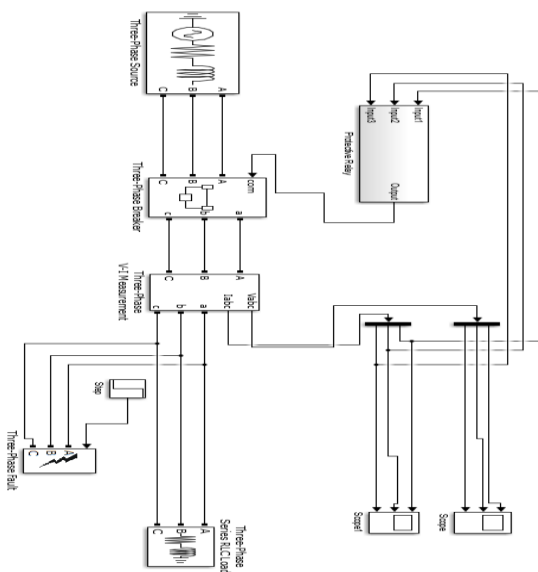 Three-Phase Source
C
B
A
Input3
Input2
Input1
Protective Relay
Output
Three-Phase Breaker
C
B
A
com
c
b
a
Three-Phase
V-I Measurement
C
B
A
c
b
a
Iabc
Vabc
Step
Three-Phase Fault
C
B
A
Scope1
Scope
Three-Phase
Series RLC Load
C
B
A